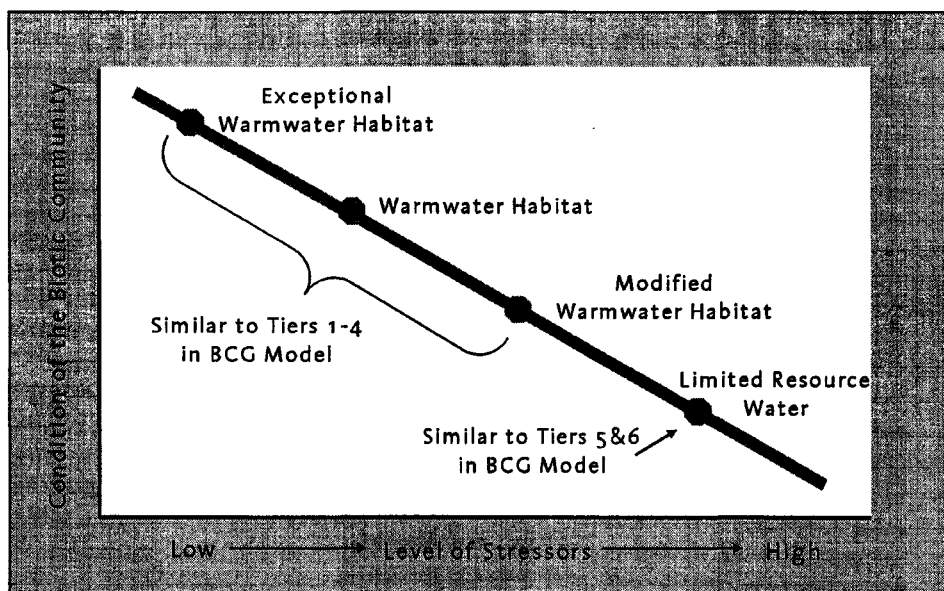 Condition of the Biotic Community
Exceptional
Warmwater Habitat
Warmwater Habitat
Modified
Warmwater Habitat
Limited Resource
Water
Similar to Tiers 1-4
in BCG Model
Similar to Tiers 5&6
in BCG Model
Low
Level of Stressors
High